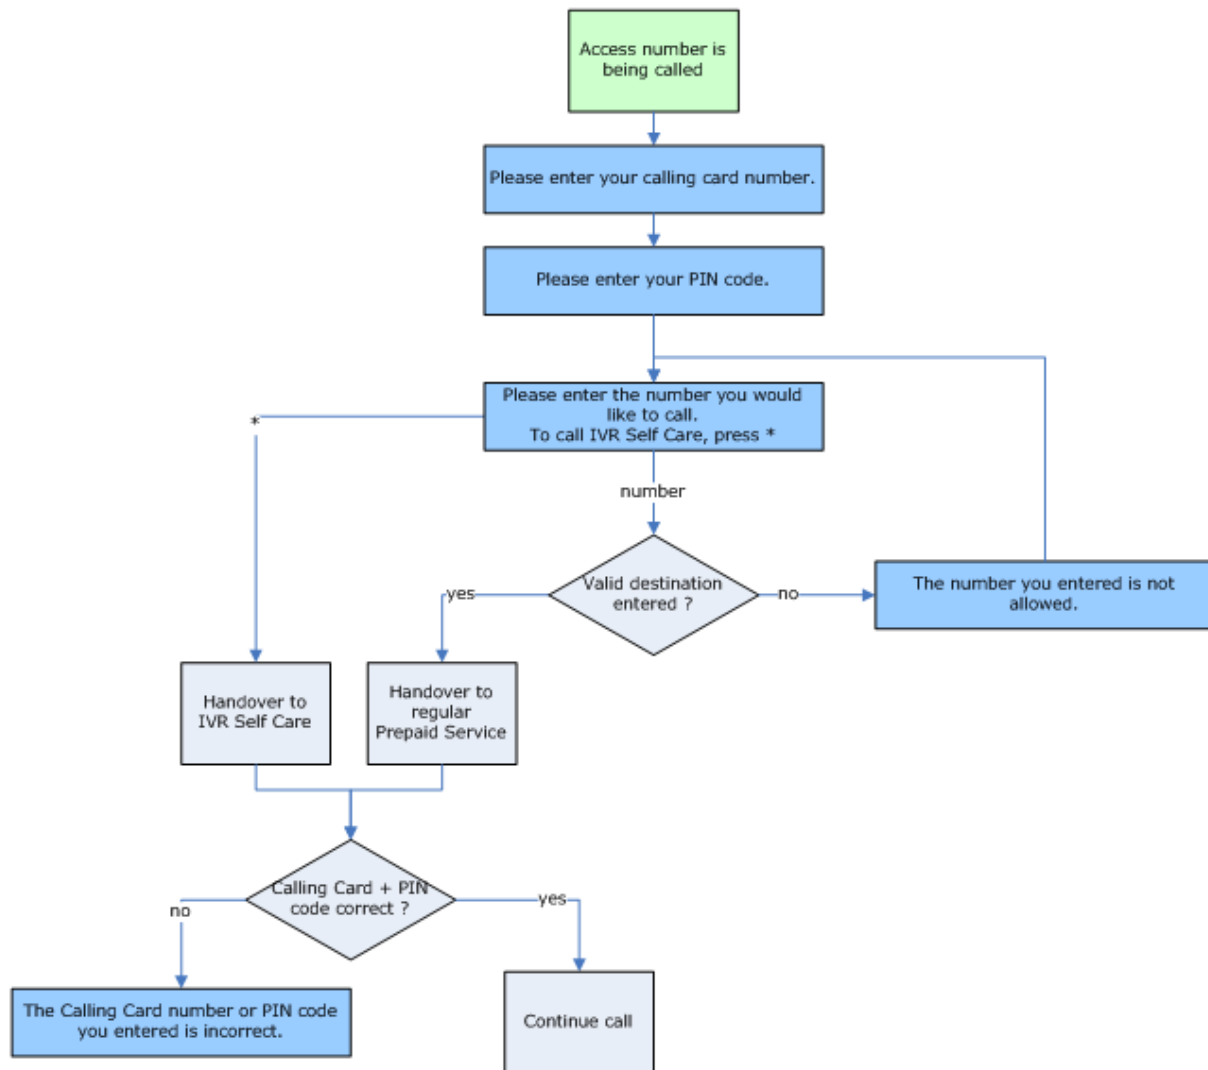 Access number is
being called
Please enter your calling card number.
Please enter your PIN code.
Please enter the number you would
like to call.
To call IVR Self Care, press *
*
number
Valid destination
entered ?
yes
no
The number you entered is not
allowed.
Handover to
IVR Self Care
Handover to
regular
Prepaid Service
Calling Card + PIN
code correct ?
no
yes
The Calling Card number or PIN code
you entered is incorrect.
Continue call